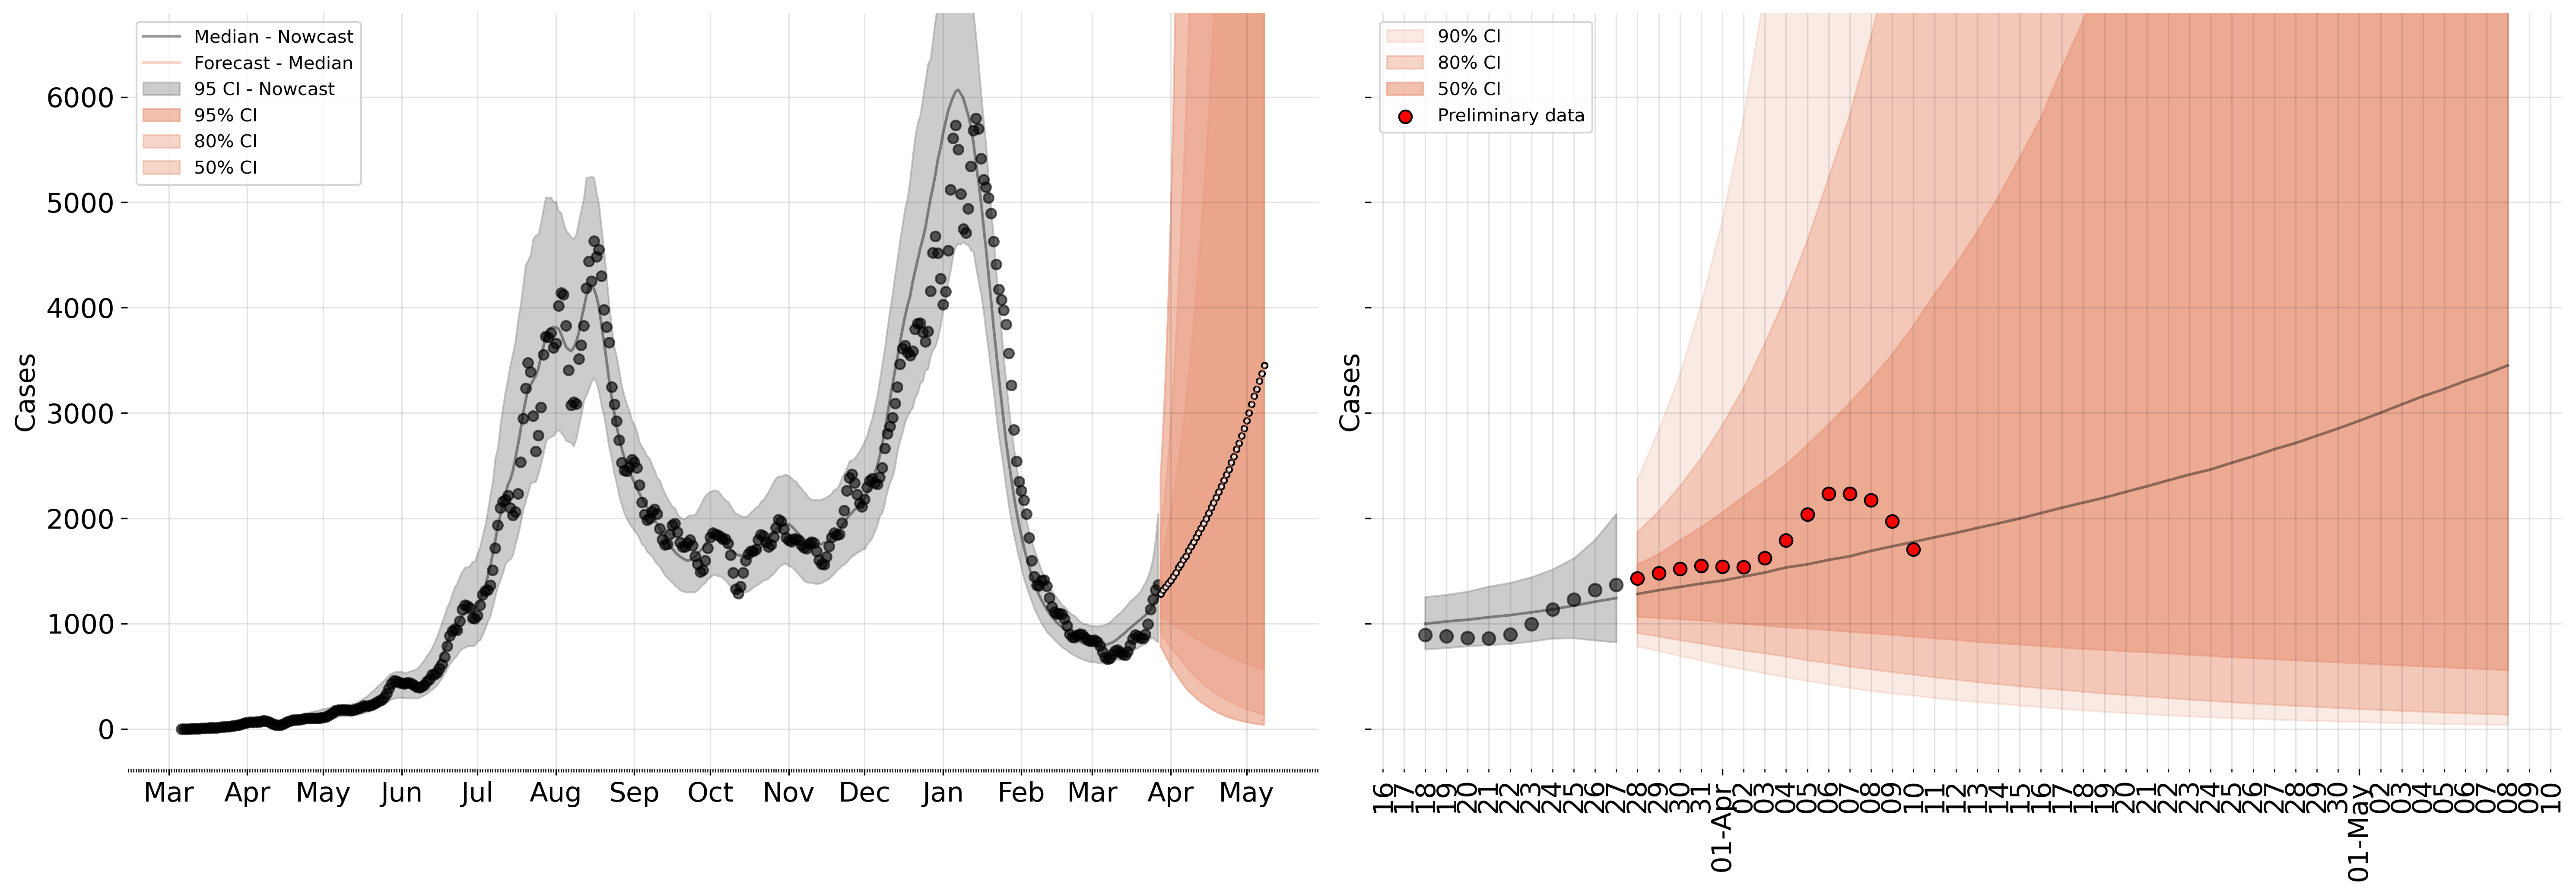 Median - Nowcast
Forecast - Median
95 CI - Nowcast
95% CI
80% CI
50% CI
Cases
6000
5000
4000
3000
2000
1000
0
Mar Apr May Jun Jul Aug Sep Oct Nov Dec Jan Feb Mar Apr May
90% CI
80% CI
50% CI
Preliminary data
Cases
16 17 18 19 20 21 22 23 24 25 26 27 28 29 30 31 01-Apr 02 03 04 05 06 07 08 09 10 11 12 13 14 15 16 17 18 19 20 21 22 23 24 25 26 27 28 29 30 01-May 02 03 04 05 06 07 08 09 10